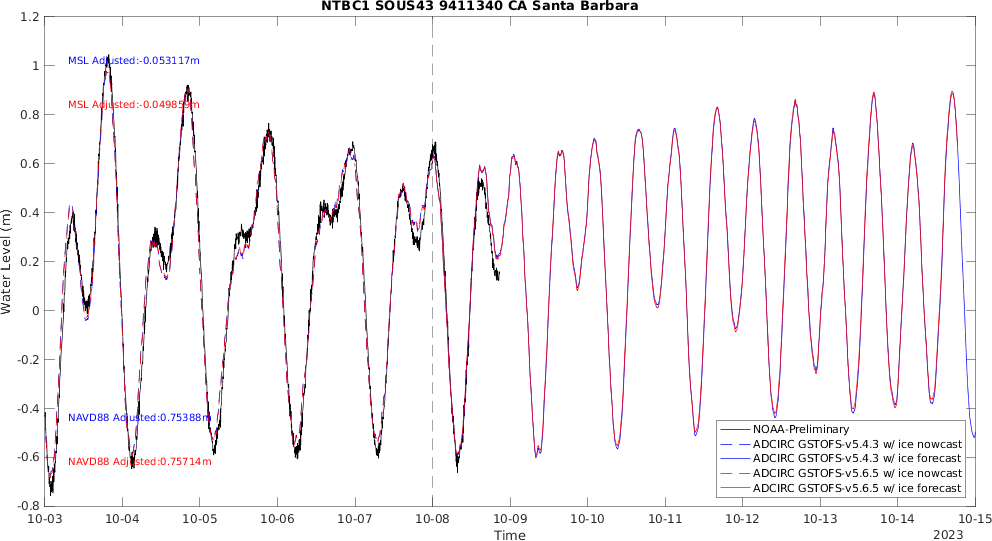 NTBC1 SOUS43 9411340 CA Santa Barbara
1.2
1
0.8
0.6
0.4
0.2
0
-0.2
-0.4
-0.6
-0.8
Water Level (m)
MSL Adjusted:-0.053117m
MSL Adjusted:-0.049859m
NAVD88 Adjusted:0.75388m
NAVD88 Adjusted:0.75714m
NOAA-Preliminary
ADCIRC GSTOFS-v5.4.3 w/ ice nowcast
ADCIRC GSTOFS-v5.4.3 w/ ice forecast
ADCIRC GSTOFS-v5.6.5 w/ ice nowcast
ADCIRC GSTOFS-v5.6.5 w/ ice forecast
10-03 10-04 10-05 10-06 10-07 10-08 10-09 10-10 10-11 10-12 10-13 10-14 10-15
Time
2023